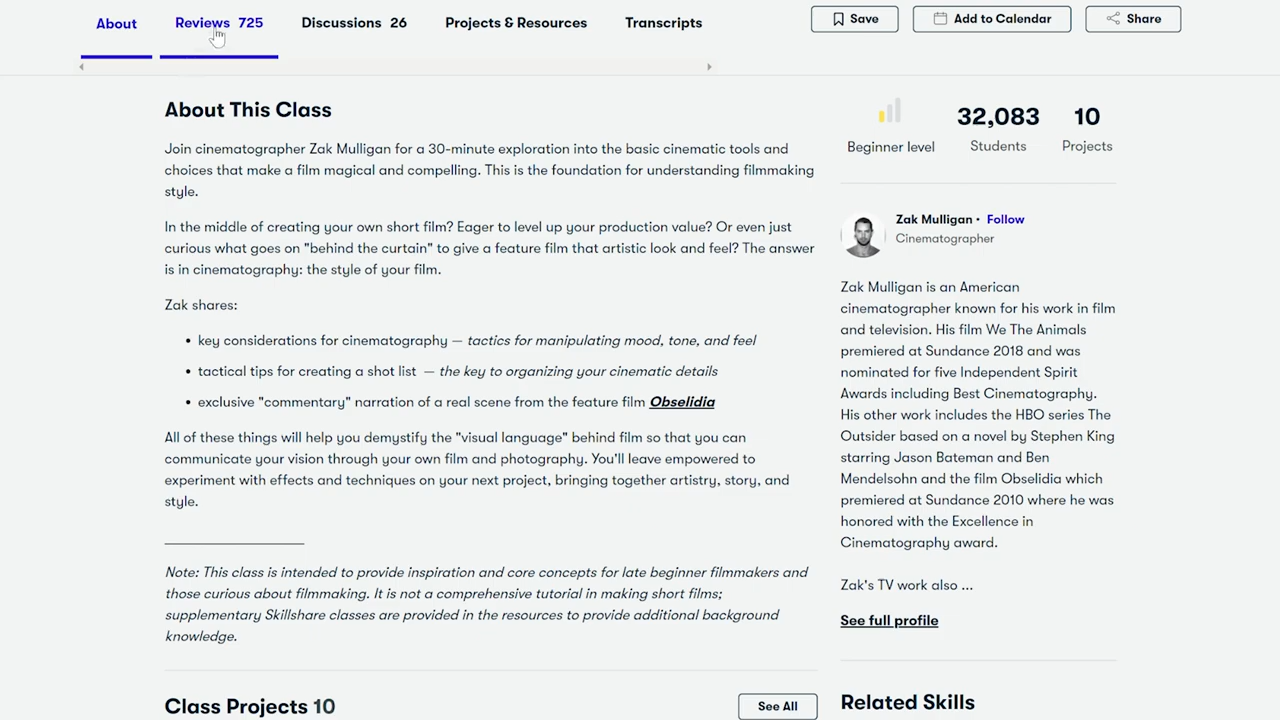 About
Reviews 725
Discussions 26
Projects & Resources
Transcripts
Save
Add to Calendar
Share
About This Class
Join cinematographer Zak Mulligan for a 30-minute exploration into the basic cinematic tools and
choices that make a film magical and compelling. This is the foundation for understanding filmmaking
style.
In the middle of creating your own short film? Eager to level up your production value? Or even just
curious what goes on "behind the curtain" to give a feature film that artistic look and feel? The answer
is in cinematography: the style of your film.
Zak shares:
• key considerations for cinematography — tactics for manipulating mood, tone, and feel
• tactical tips for creating a shot list — the key to organizing your cinematic details
• exclusive "commentary" narration of a real scene from the feature film Obselidia
All of these things will help you demystify the "visual language" behind film so that you can
communicate your vision through your own film and photography. You'll leave empowered to
experiment with effects and techniques on your next project, bringing together artistry, story, and
style.
Note: This class is intended to provide inspiration and core concepts for late beginner filmmakers and
those curious about filmmaking. It is not a comprehensive tutorial in making short films;
supplementary Skillshare classes are provided in the resources to provide additional background
knowledge.
Class Projects 10
See All
32,083
10
Beginner level
Students
Projects
Zak Mulligan • Follow
Cinematographer
Zak Mulligan is an American
cinematographer known for his work in film
and television. His film We The Animals
premiered at Sundance 2018 and was
nominated for five Independent Spirit
Awards including Best Cinematography.
His other work includes the HBO series The
Outsider based on a novel by Stephen King
starring Jason Bateman and Ben
Mendelsohn and the film Obselidia which
premiered at Sundance 2010 where he was
honored with the Excellence in
Cinematography award.
Zak's TV work also ...
See full profile
Related Skills